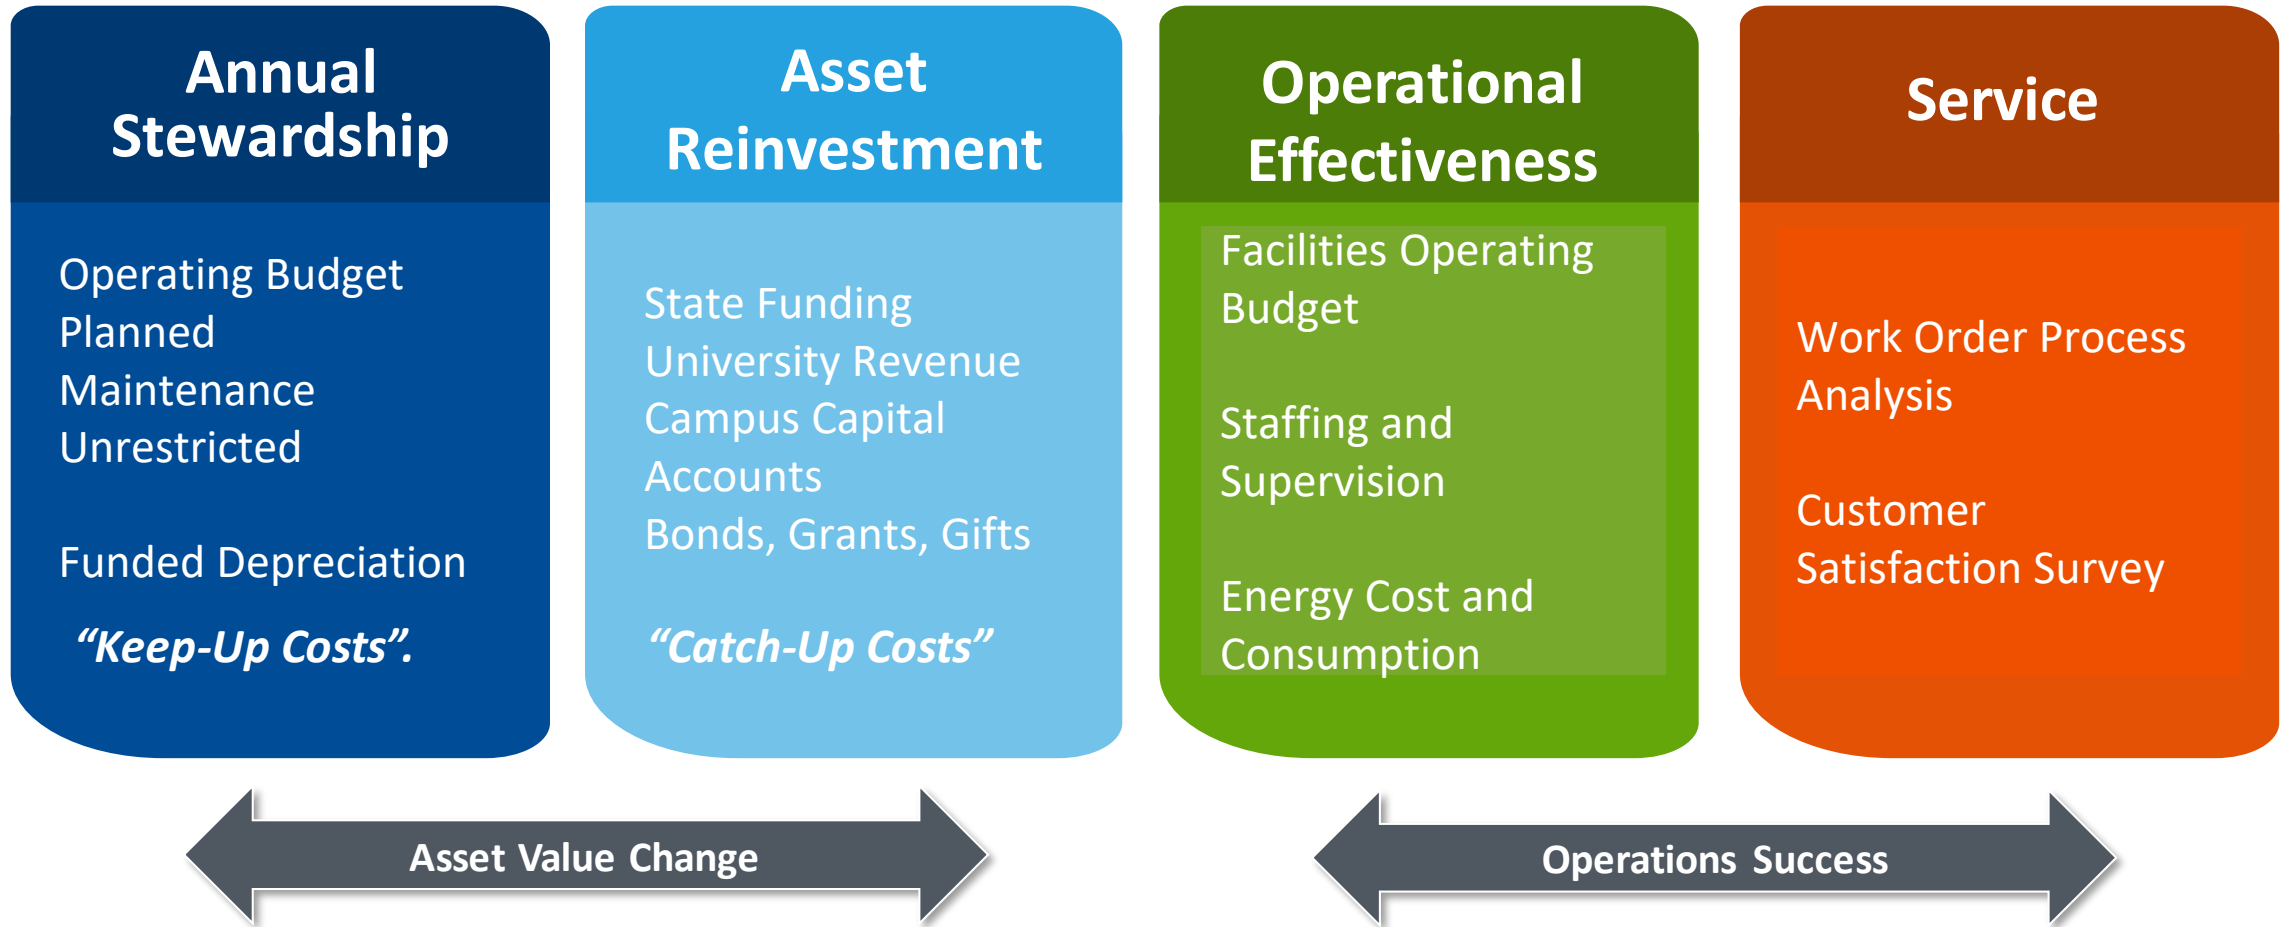 Annual
Stewardship
Operating Budget
Planned
Maintenance
Unrestricted
Funded Depreciation
“Keep-Up Costs”.
Asset
Reinvestment
State Funding
University Revenue
Campus Capital
Accounts
Bonds, Grants, Gifts
“Catch-Up Costs”
Operational
Effectiveness
Facilities Operating
Budget
Staffing and
Supervision
Energy Cost and
Consumption
Service
Work Order Process
Analysis
Customer
Satisfaction Survey
Asset Value Change
Operations Success